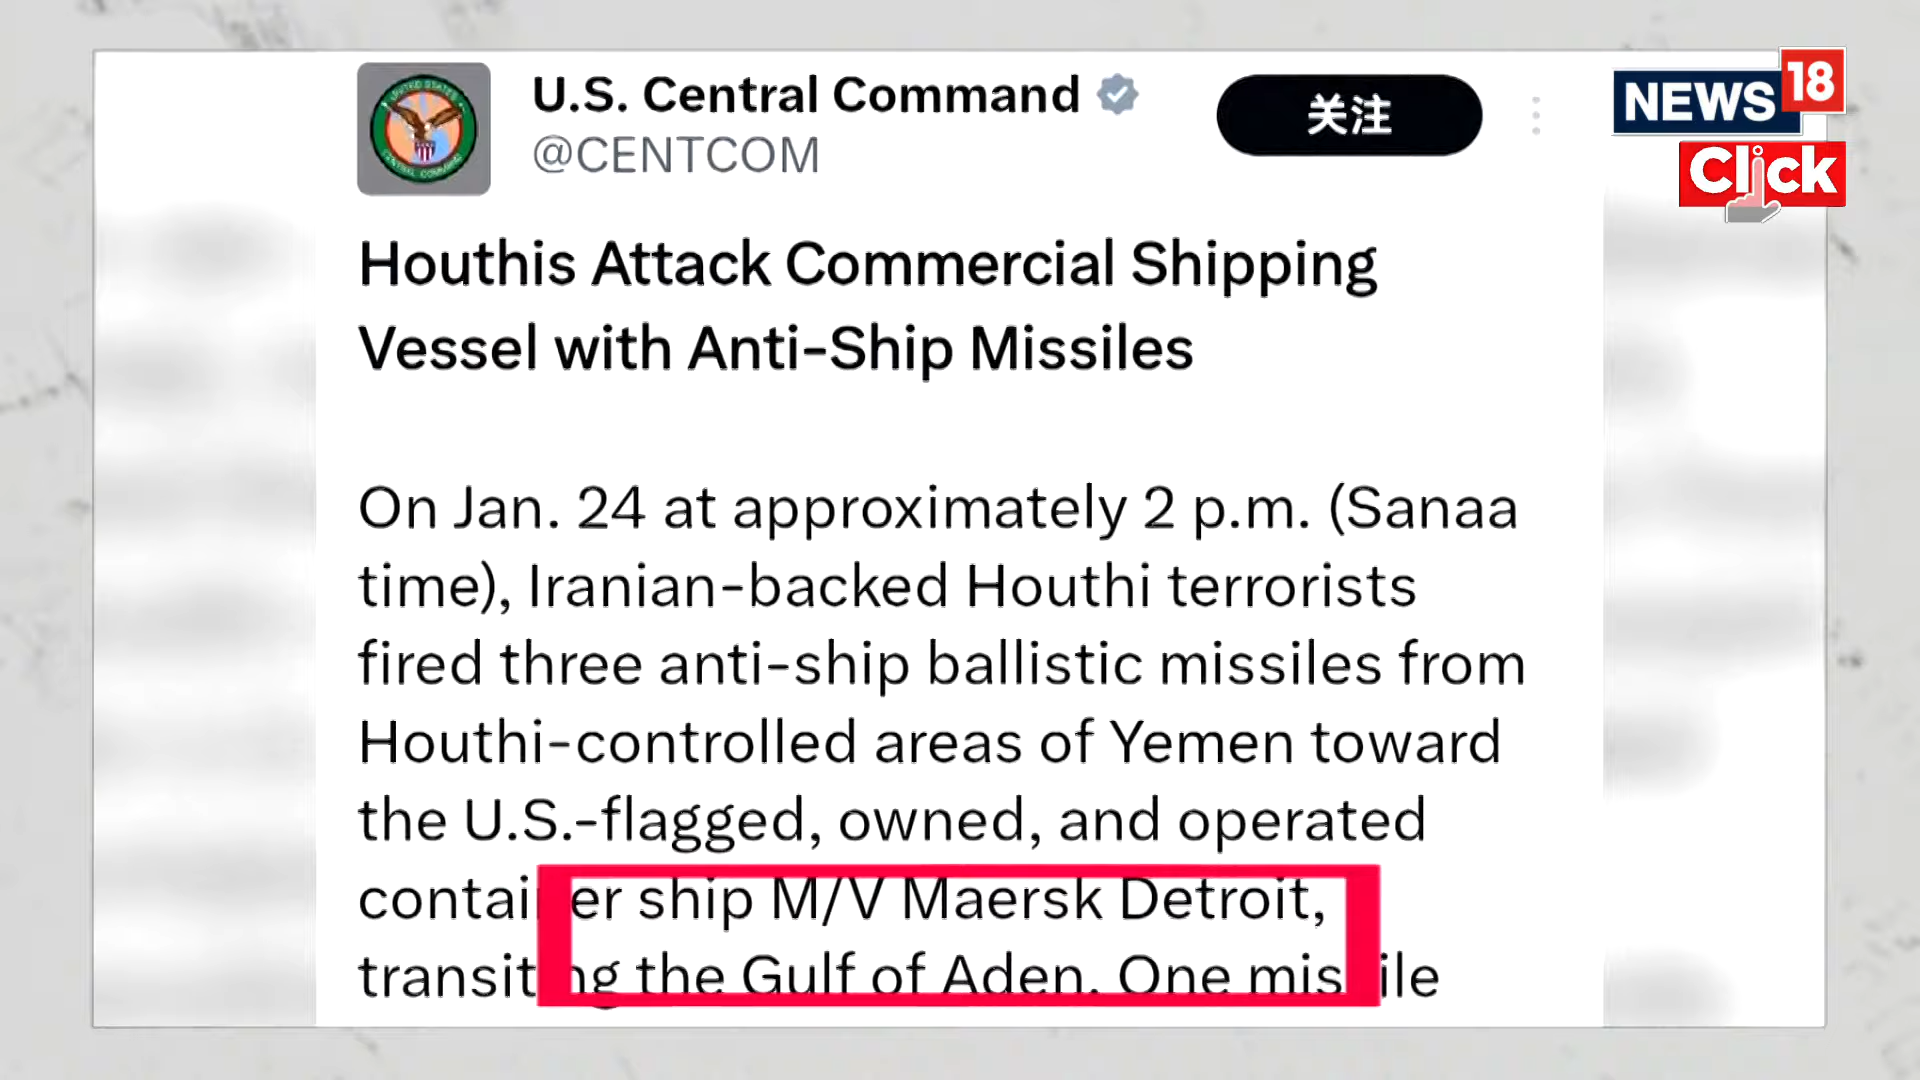 U.S. Central Command
@CENTCOM
关注
NEWS 18
Click
Houthis Attack Commercial Shipping
Vessel with Anti-Ship Missiles
On Jan. 24 at approximately 2 p.m. (Sanaa
time), Iranian-backed Houthi terrorists
fired three anti-ship ballistic missiles from
Houthi-controlled areas of Yemen toward
the U.S.-flagged, owned, and operated
container ship M/V Maersk Detroit,
transiting the Gulf of Aden. One missile